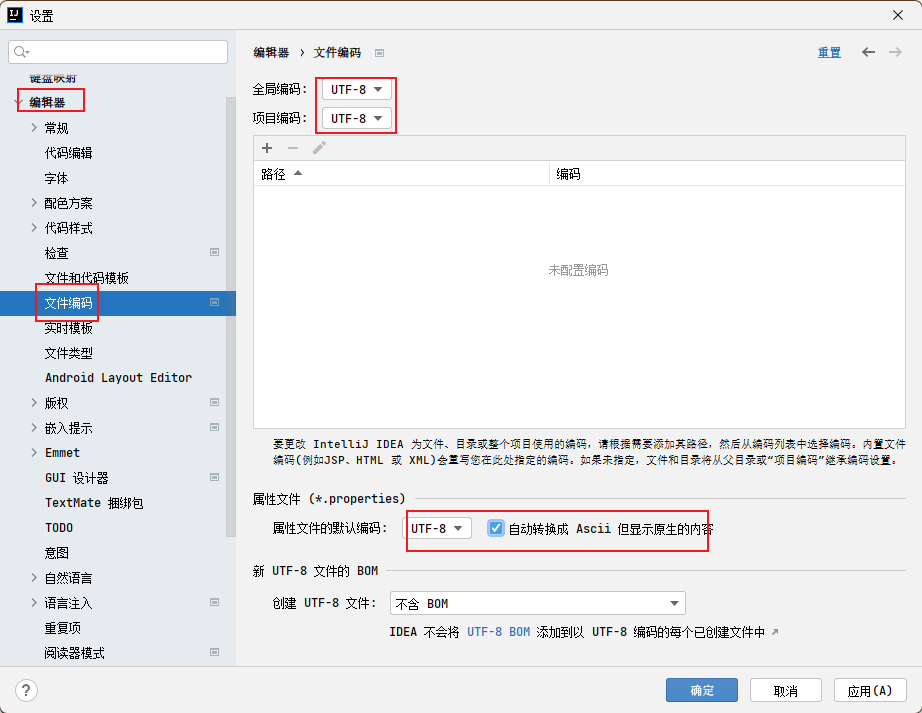 设置
编辑器 › 文件编码
重置
键盘映射
编辑器
常规
代码编辑
字体
配色方案
代码样式
检查
文件和代码模板
文件编码
实时模板
文件类型
Android Layout Editor
版权
嵌入提示
Emmet
GUI 设计器
TextMate 捆绑包
TODO
意图
自然语言
语言注入
重复项
阅读器模式
全局编码: UTF-8
项目编码: UTF-8
路径 编码
未配置编码
要更改 IntelliJ IDEA 为文件、目录或整个项目使用的编码，请根据需要添加其路径，然后从编码列表中选择编码。内置文件
编码(例如JSP、HTML 或 XML)会重写您在此处指定的编码。如果未指定，文件和目录将从父目录或“项目编码”继承编码设置。
属性文件 (*.properties)
属性文件的默认编码: UTF-8 自动转换成 Ascii 但显示原生的内容
新 UTF-8 文件的 BOM
创建 UTF-8 文件: 不含 BOM
IDEA 不会将 UTF-8 BOM 添加到以 UTF-8 编码的每个已创建文件中 ↗
?
确定 取消 应用(A)